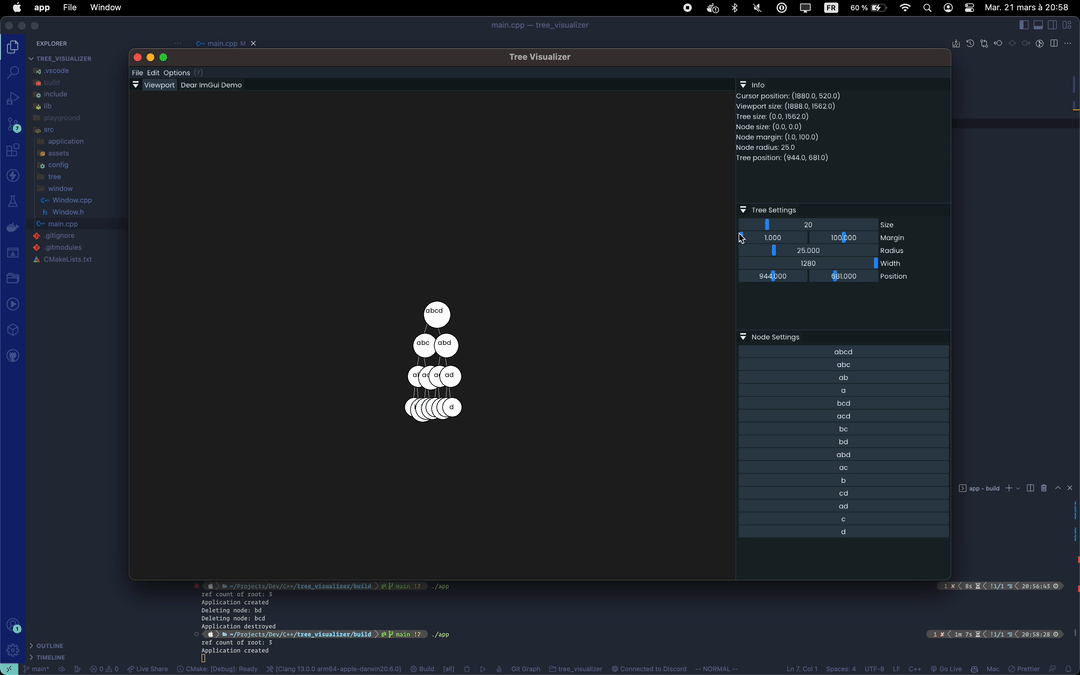 app File Window FR 60 % Mar. 21 mars à 20:58
main.cpp — tree_visualizer
EXPLORER
main.cpp M
TREE_VISUALIZER
.vscode
build
include
lib
playground
src
application
assets
config
tree
window
Window.cpp
Window.h
main.cpp
.gitignore
.gitmodules
CMakeLists.txt
OUTLINE
TIMELINE
Tree Visualizer
File Edit Options (?)
Viewport Dear ImGui Demo
abcd
abc abd
ad
d
Info
Cursor position: (1880.0, 520.0)
Viewport size: (1888.0, 1562.0)
Tree size: (0.0, 1562.0)
Node size: (0.0, 0.0)
Node margin: (1.0, 100.0)
Node radius: 25.0
Tree position: (944.0, 681.0)
Tree Settings
20 Size
1.000 100.000 Margin
25.000 Radius
1280 Width
944.000 681.000 Position
Node Settings
abcd
abc
ab
a
bcd
acd
bc
bd
abd
ac
b
cd
ad
c
d
app - build
~/Projects/Dev/C++/tree_visualizer/build main !? ./app 1 ✘ 8s !1/1 20:56:43
ref count of root: 3
Application created
Deleting node: bd
Deleting node: bcd
Application destroyed
~/Projects/Dev/C++/tree_visualizer/build main !? ./app 1 ✘ 1m 7s !1/1 20:58:28
ref count of root: 3
Application created
main* 0 0 Live Share CMake: [Debug]: Ready [Clang 13.0.0 arm64-apple-darwin20.6.0] Build [all] Git Graph tree_visualizer Connected to Discord -- NORMAL -- Ln 7, Col 1 Spaces: 4 UTF-8 LF C++ Go Live Mac Prettier